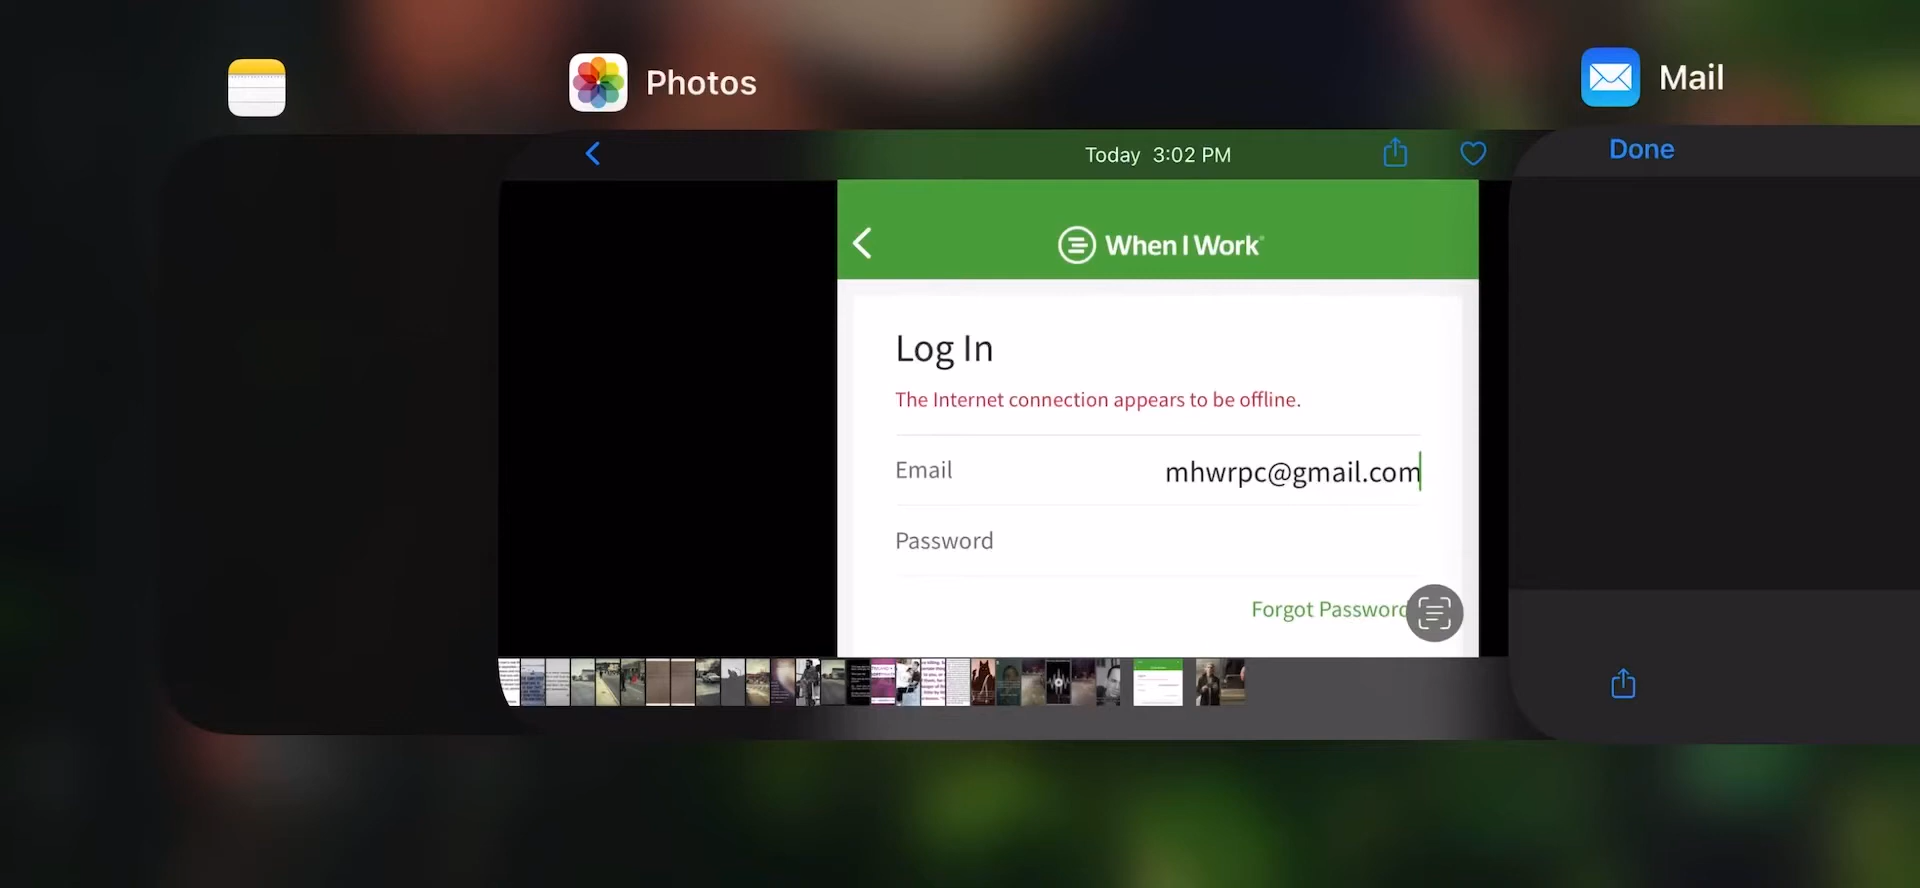 Photos
Mail
Today 3:02 PM
Done
When I Work
Log In
The Internet connection appears to be offline.
Email mhwrpc@gmail.com
Password
Forgot Password